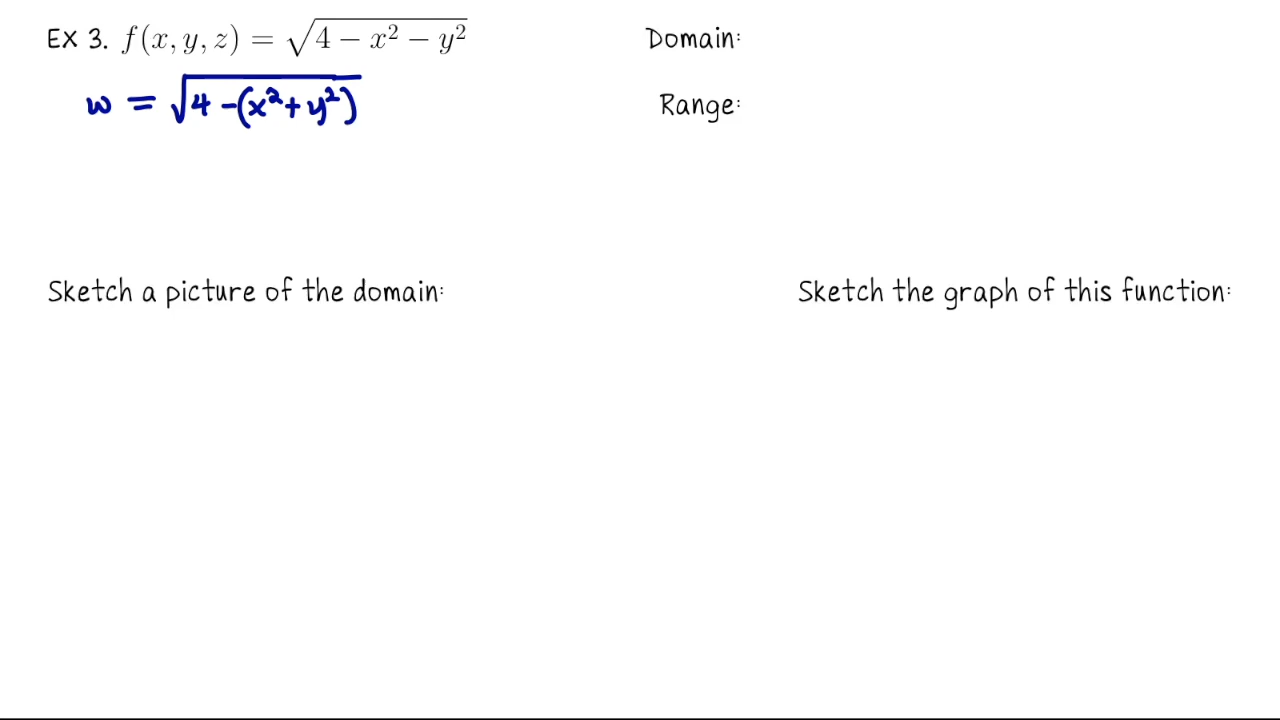 Ex 3. f(x, y, z) = √(4 − x² − y²)
Domain:
w = √(4 -(x² + y²))
Range:
Sketch a picture of the domain:
Sketch the graph of this function: